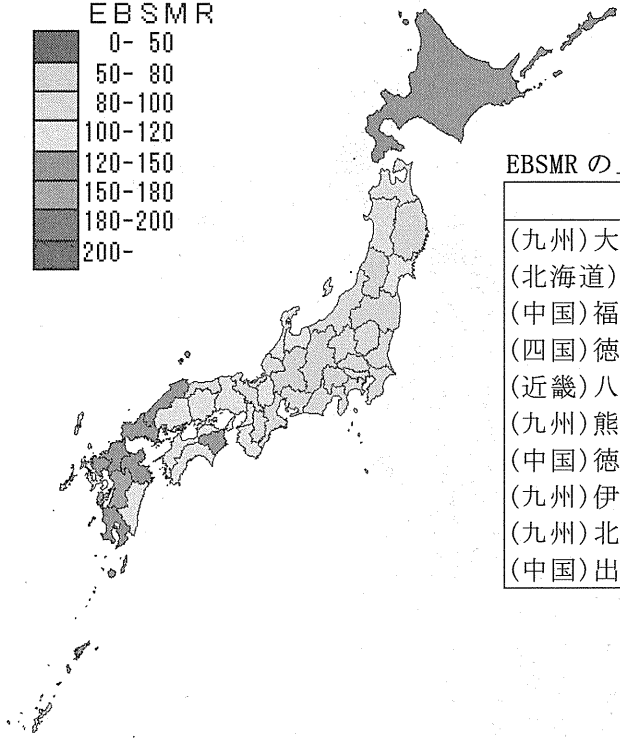 EBSMR
0- 50
50- 80
80-100
100-120
120-150
150-180
180-200
200-
EBSMR の
(九州)大
(北海道)
(中国)福
(四国)徳
(近畿)八
(九州)熊
(中国)徳
(九州)伊
(九州)北
(中国)出